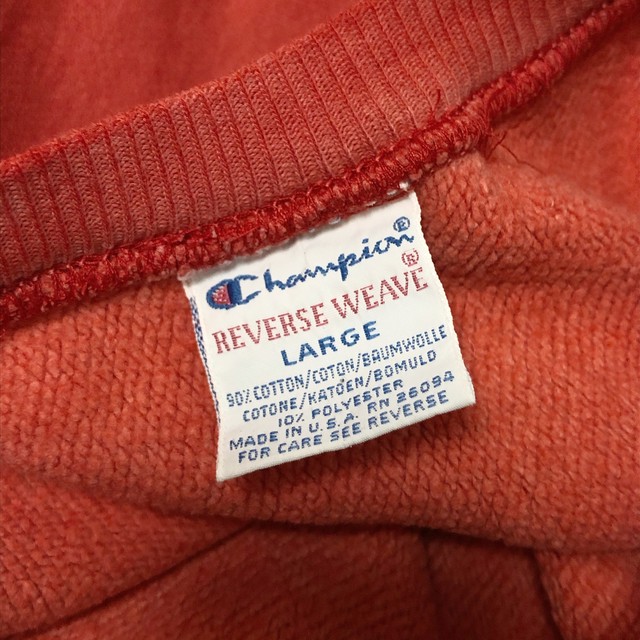 Champion®
REVERSE WEAVE®
LARGE
90% COTTON/COTON/BAUMWOLLE
COTONE/KATOEN/BOMULD
10% POLYESTER
MADE IN U.S.A. RN 26094
FOR CARE SEE REVERSE